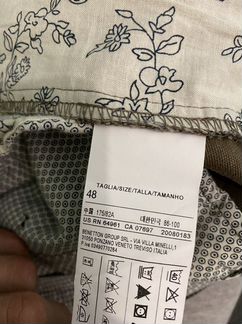 TAGLIA/SIZE/TALLA/TAMANHO
48
中国 175/82A 대한민국 86-100
US RN 64961 CA 07697 20080183
BENETTON GROUP SRL - VIA VILLA MINELLI, 1
31050 PONZANO VENETO TREVISO ITALIA